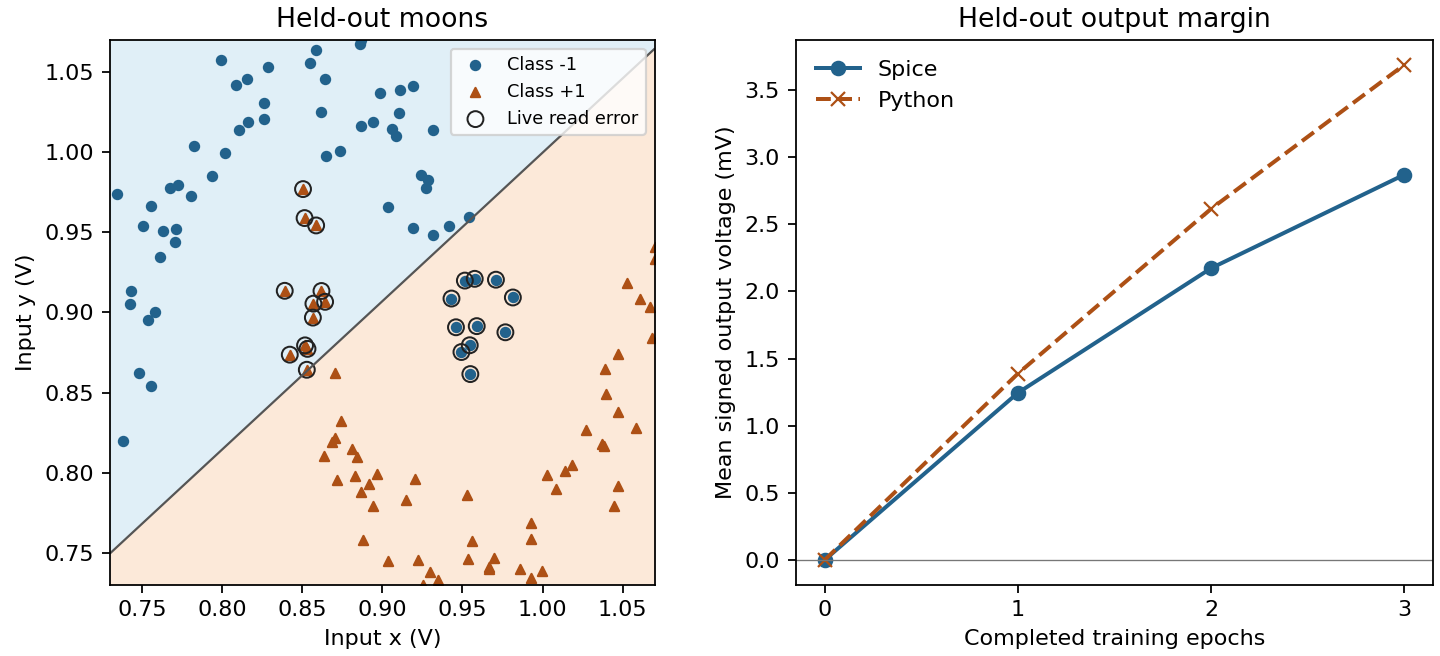 Held-out moons
Class -1
Class +1
Live read error
1.05
1.00
0.95
0.90
0.85
0.80
0.75
Input y (V)
0.75 0.80 0.85 0.90 0.95 1.00 1.05
Input x (V)
Held-out output margin
Spice
Python
3.5
3.0
2.5
2.0
1.5
1.0
0.5
0.0
Mean signed output voltage (mV)
0 1 2 3
Completed training epochs